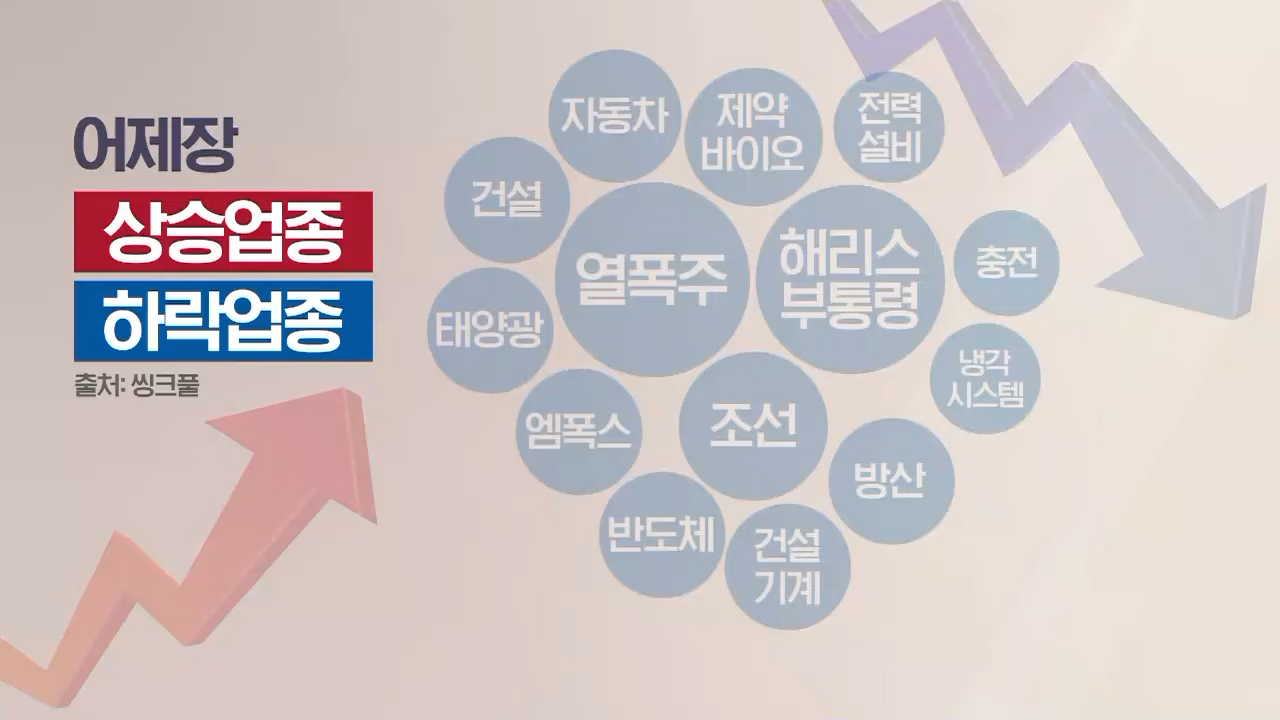 어제장
상승업종
하락업종
출처: 씽크풀
자동차
제약
바이오
전력
설비
건설
열폭주
해리스
부통령
충전
태양광
냉각
시스템
엠폭스
조선
방산
반도체
건설
기계